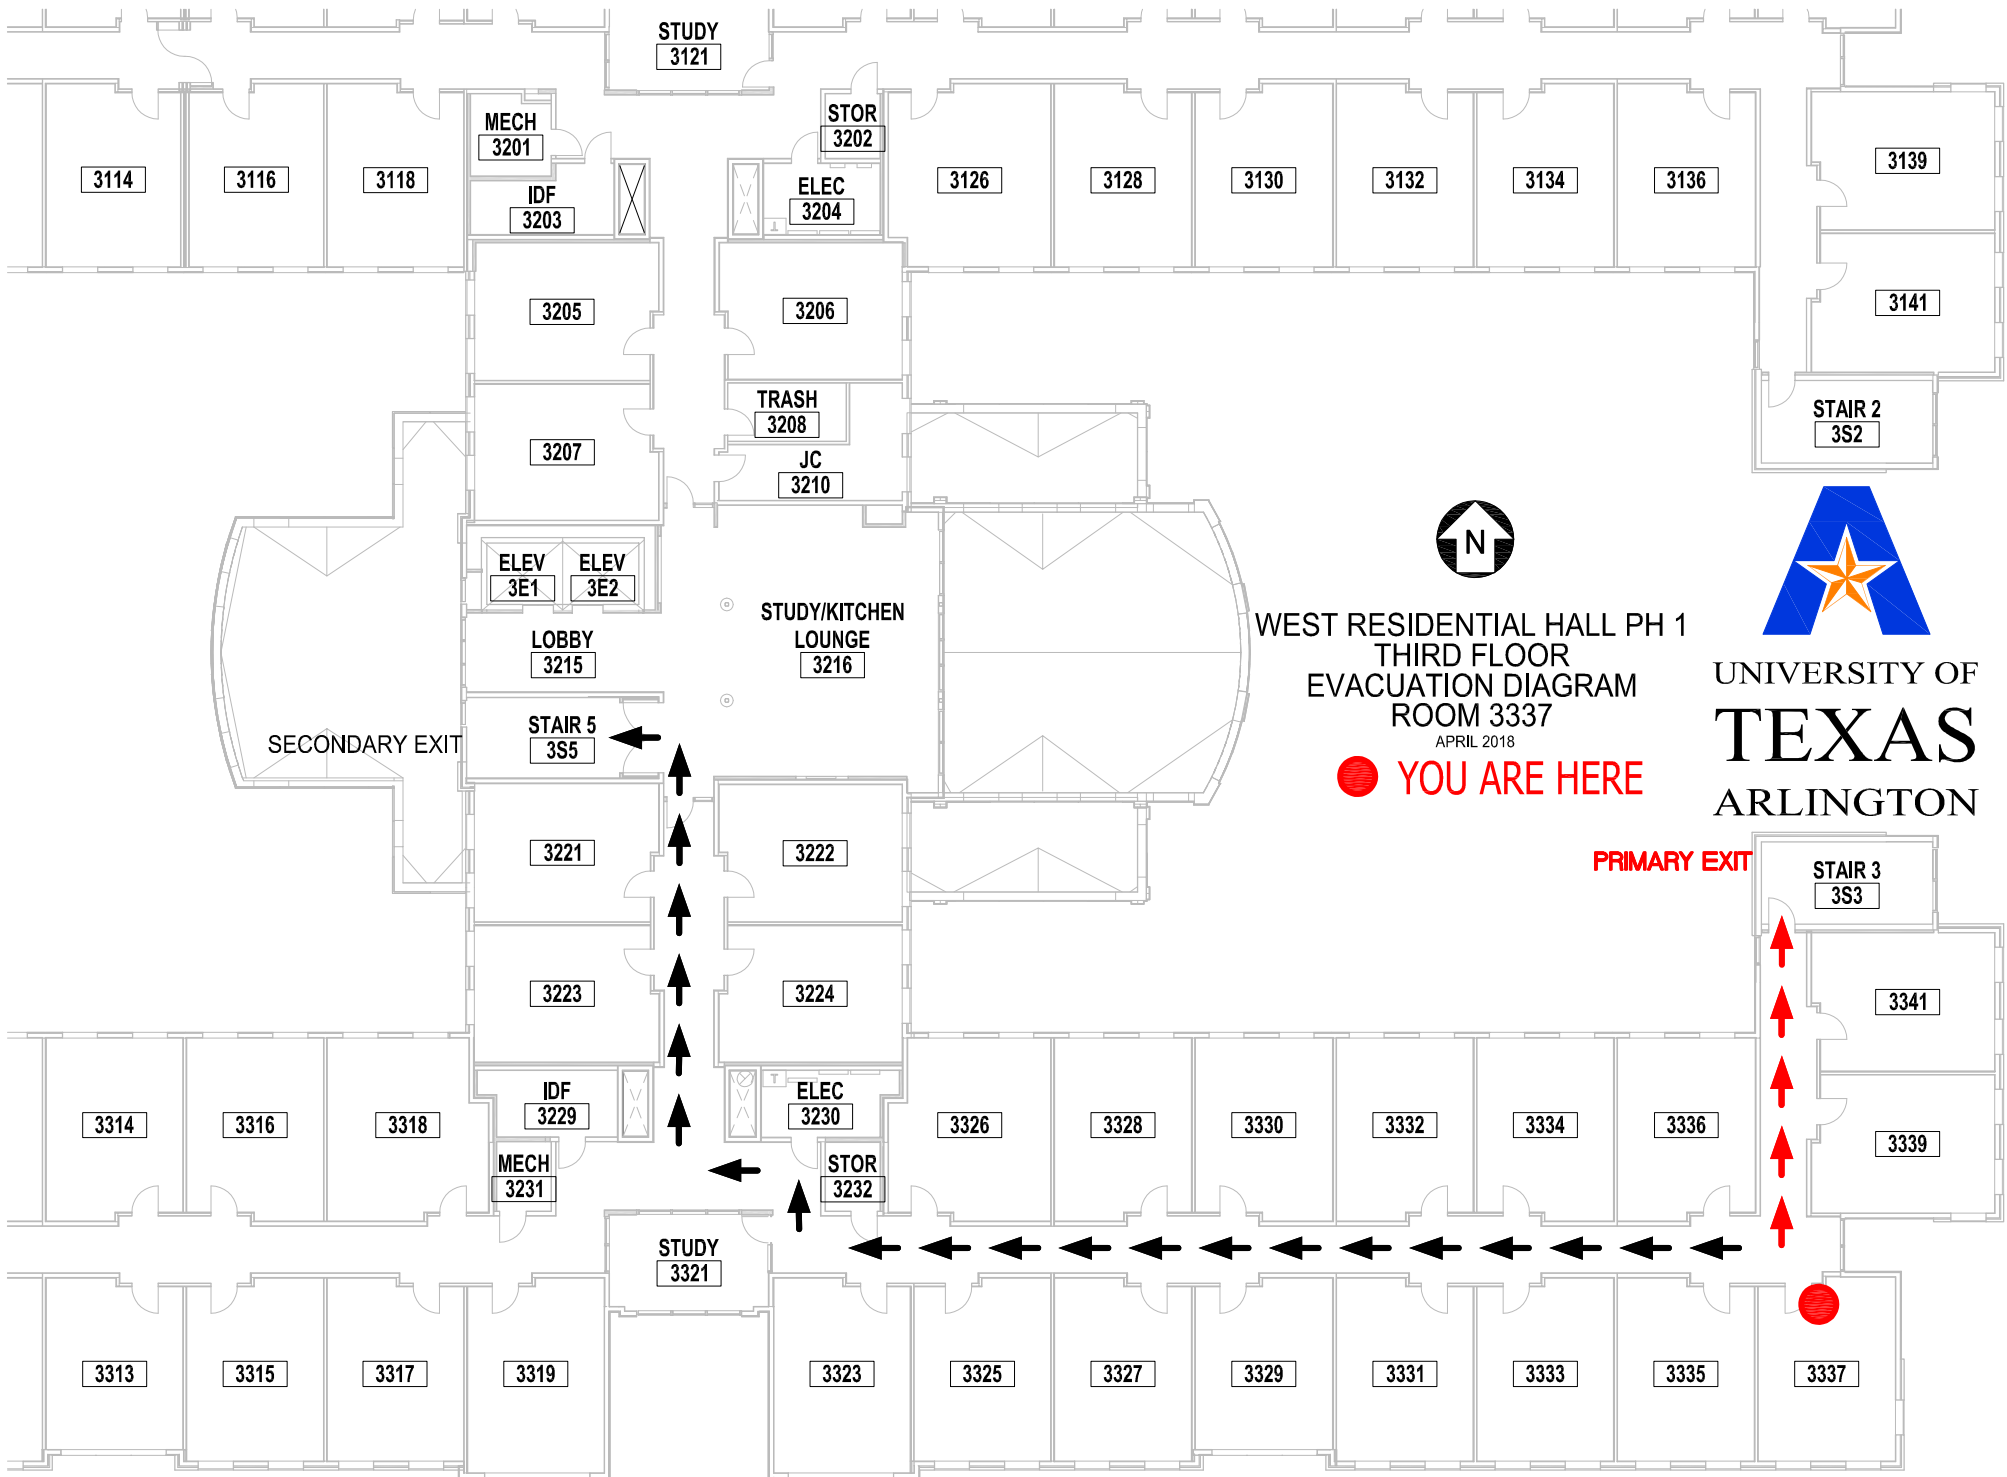 STUDY
3121
MECH
3201
STOR
3202
3114
3116
3118
IDF
3203
ELEC
3204
3126
3128
3130
3132
3134
3136
3139
3205
3206
3141
TRASH
3208
3207
JC
3210
STAIR 2
3S2
ELEV
3E1
ELEV
3E2
LOBBY
3215
STUDY/KITCHEN
LOUNGE
3216
N
WEST RESIDENTIAL HALL PH 1
THIRD FLOOR
EVACUATION DIAGRAM
ROOM 3337
APRIL 2018
YOU ARE HERE
UNIVERSITY OF
TEXAS
ARLINGTON
SECONDARY EXIT
STAIR 5
3S5
PRIMARY EXIT
STAIR 3
3S3
3221
3222
3223
3224
3341
IDF
3229
T
ELEC
3230
3314
3316
3318
3326
3328
3330
3332
3334
3336
3339
MECH
3231
STOR
3232
STUDY
3321
3313
3315
3317
3319
3323
3325
3327
3329
3331
3333
3335
3337